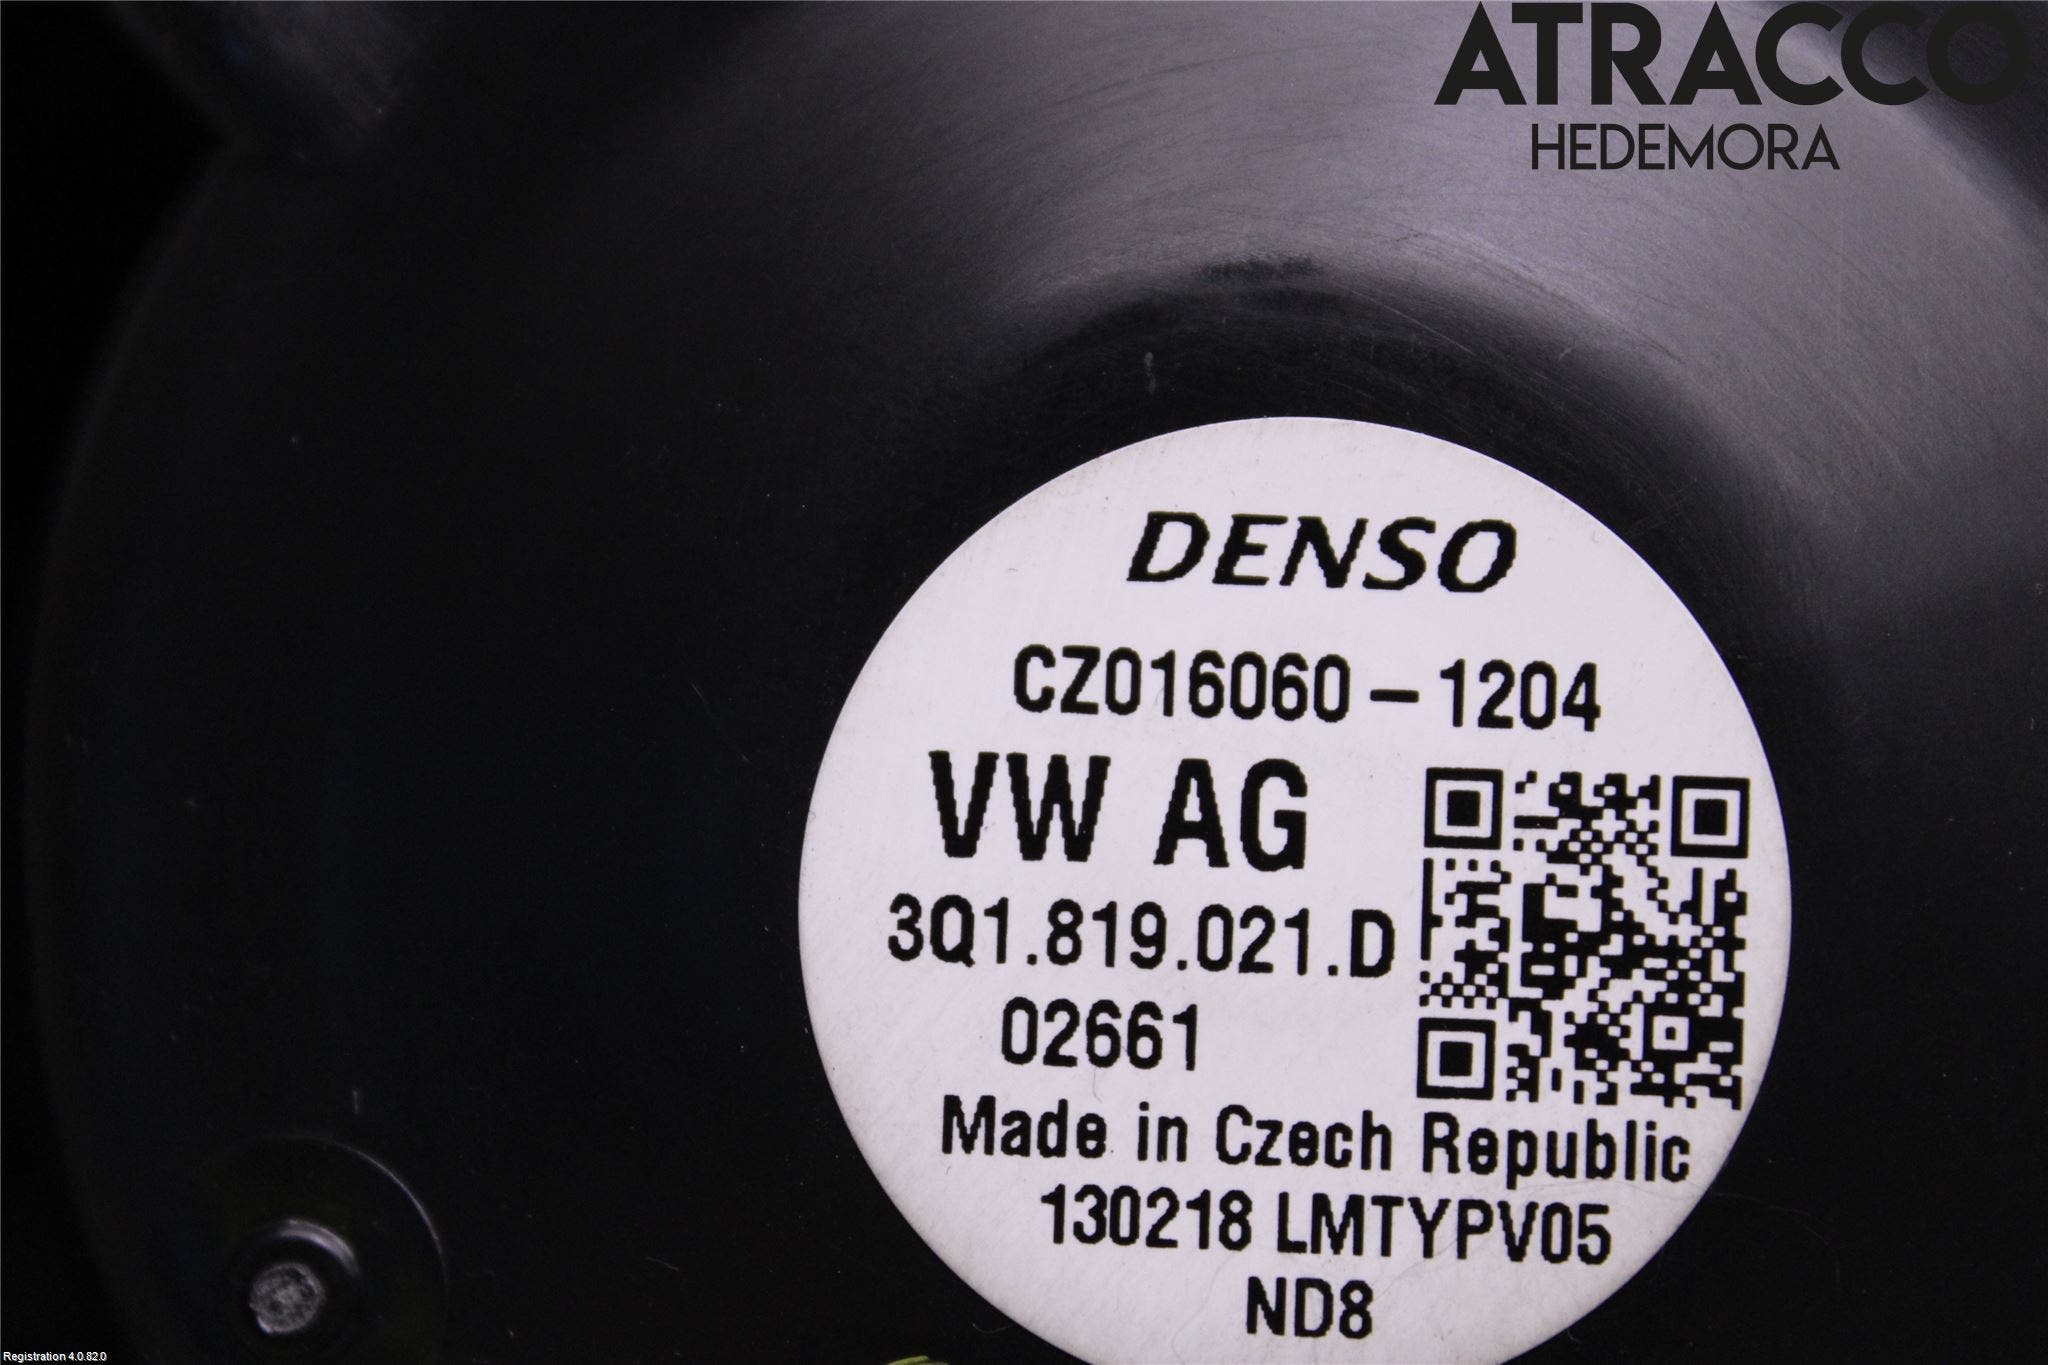 ATRACCO
HEDEMORA
DENSO
CZ016060-1204
VW AG
3Q1.819.021.D
02661
Made in Czech Republic
130218 LMTYPV05
ND8
Registration 4.0.82.0